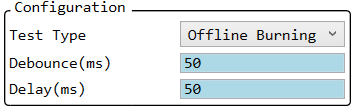 Configuration
Test Type Offline Burning
Debounce(ms) 50
Delay(ms) 50